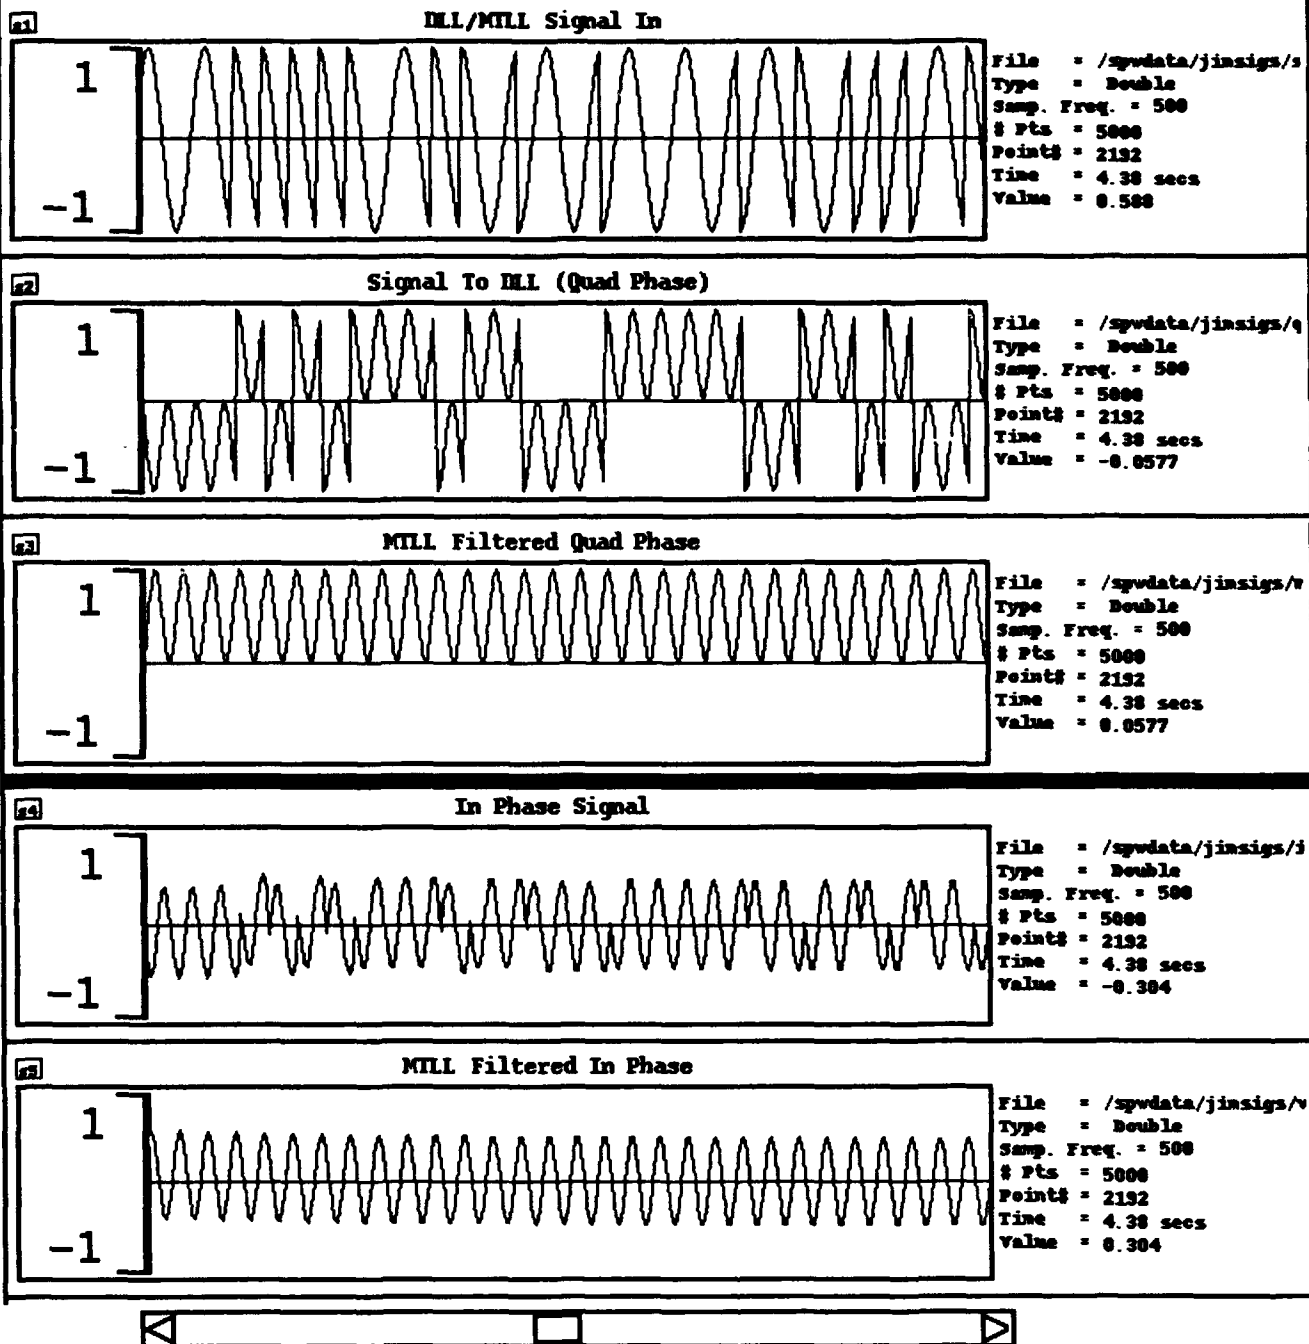 s1
DLL/MTLL Signal In
1
-1
File = /spwdata/jimsigs/s
Type = Double
Samp. Freq. = 500
# Pts = 5000
Point# = 2192
Time = 4.38 secs
Value = 0.588
s2
Signal To DLL (Quad Phase)
1
-1
File = /spwdata/jimsigs/q
Type = Double
Samp. Freq. = 500
# Pts = 5000
Point# = 2192
Time = 4.38 secs
Value = -0.0577
s3
MTLL Filtered Quad Phase
1
-1
File = /spwdata/jimsigs/
Type = Double
Samp. Freq. = 500
# Pts = 5000
Point# = 2192
Time = 4.38 secs
Value = 0.0577
s4
In Phase Signal
1
-1
File = /spwdata/jimsigs/i
Type = Double
Samp. Freq. = 500
# Pts = 5000
Point# = 2192
Time = 4.38 secs
Value = -0.304
s5
MTLL Filtered In Phase
1
-1
File = /spwdata/jimsigs/
Type = Double
Samp. Freq. = 500
# Pts = 5000
Point# = 2192
Time = 4.38 secs
Value = 0.304